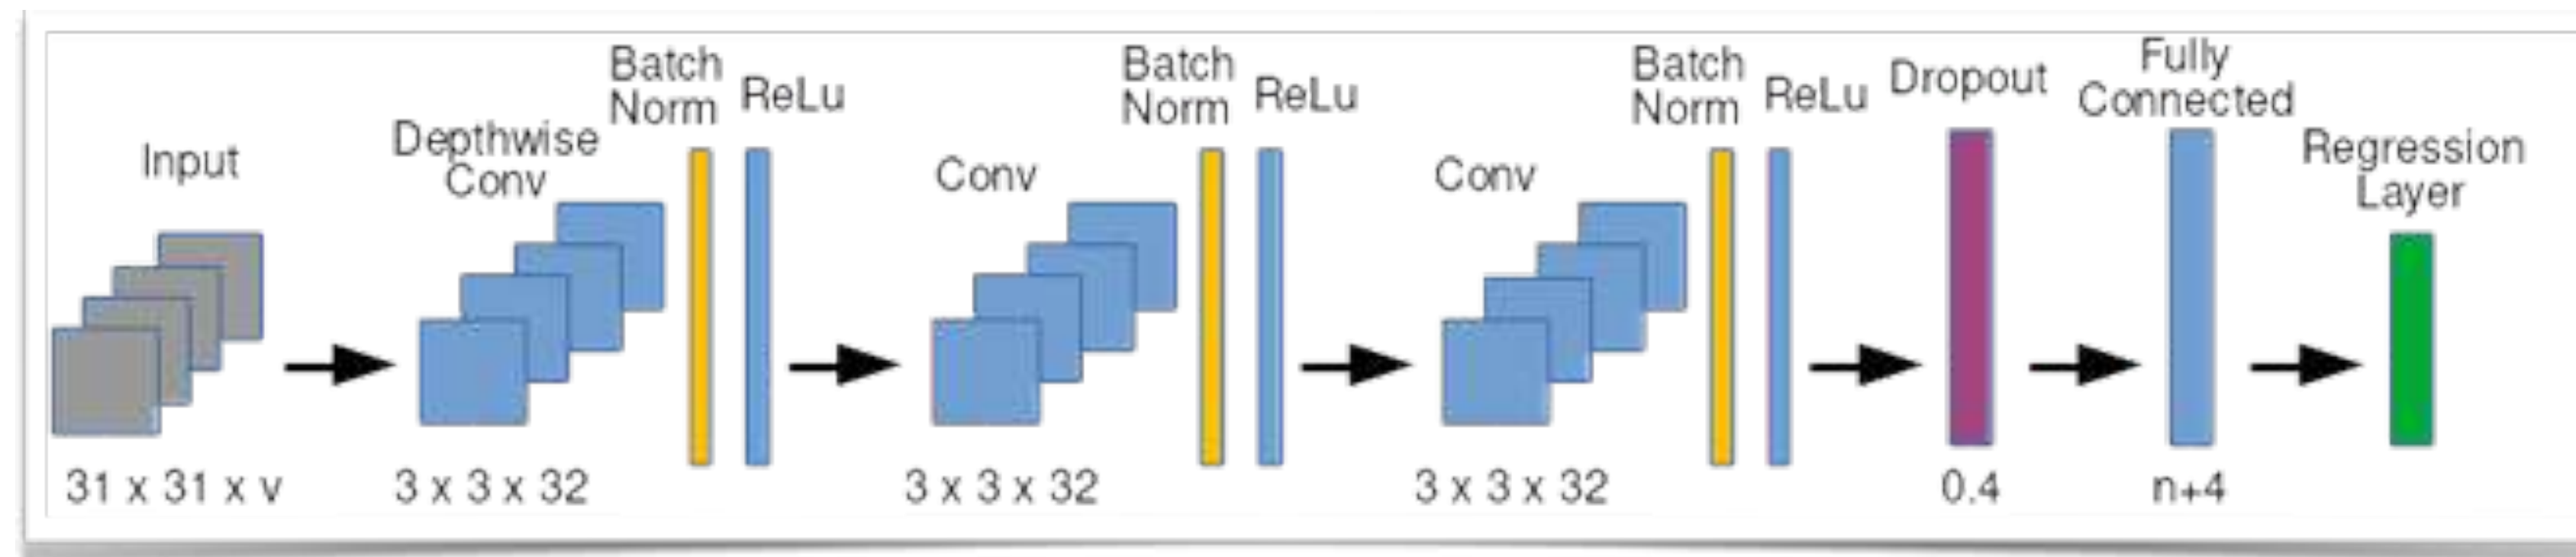 Input
31 x 31 x v
Depthwise
Conv
3 x 3 x 32
Batch
Norm
ReLu
Conv
3 x 3 x 32
Batch
Norm
ReLu
Conv
3 x 3 x 32
Batch
Norm
ReLu
Dropout
0.4
Fully
Connected
n+4
Regression
Layer